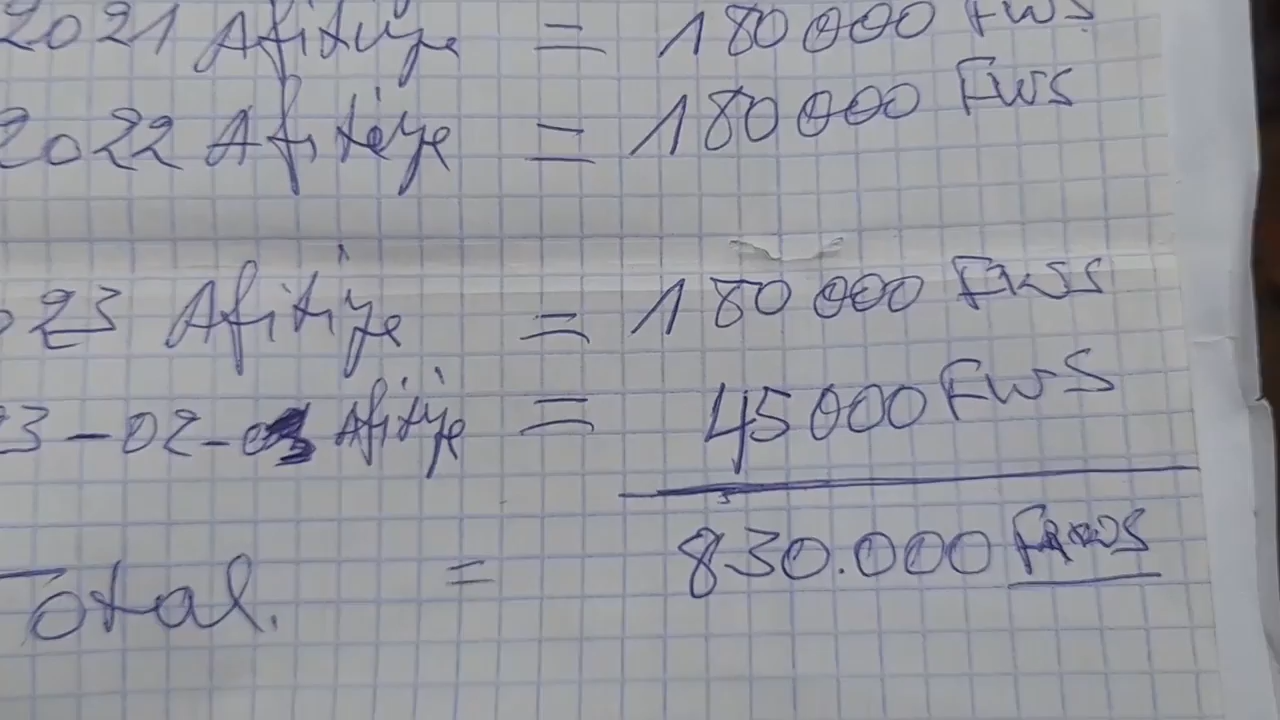 2021 Afitiye = 180 000 FWS
2022 Afitiye = 180 000 FWS
023 Afitiye = 180 000 FWS
23-02- Afitiye = 45 000 FWS
Total. = 830.000 Frws